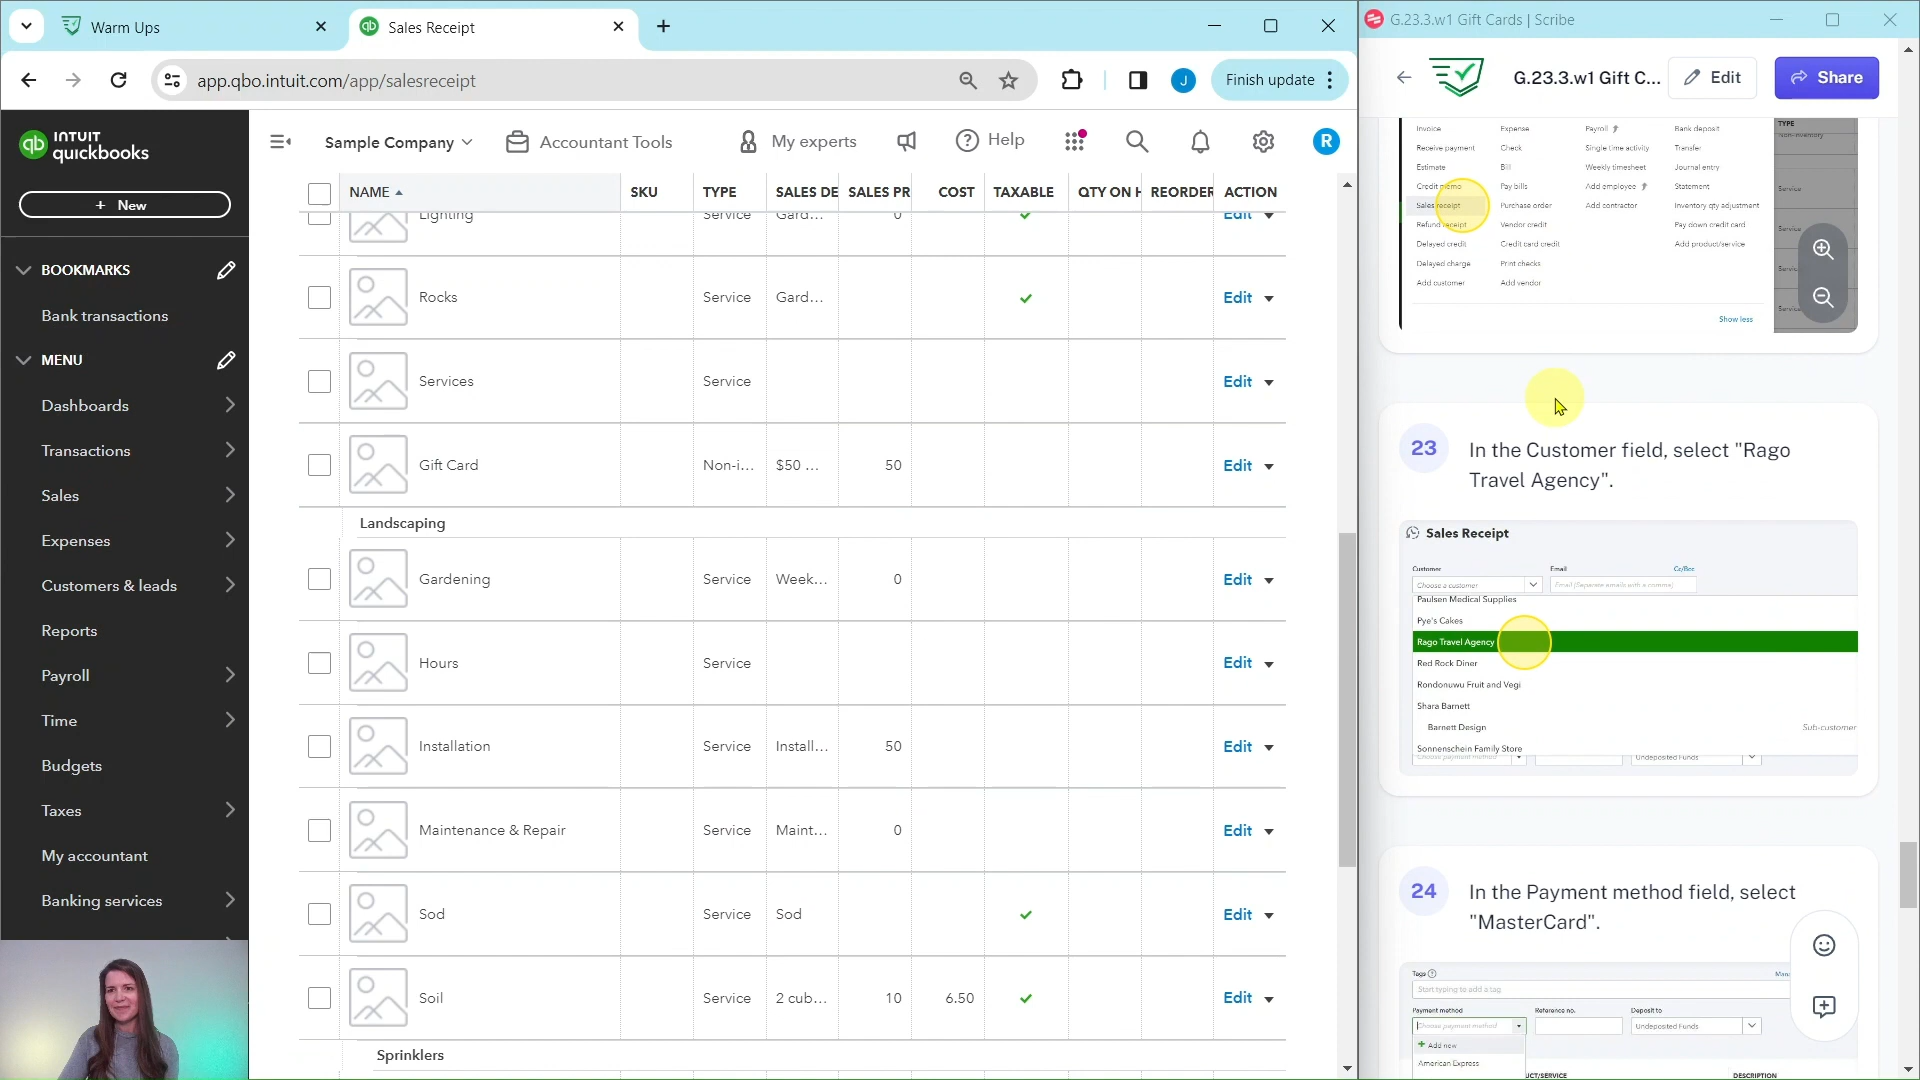 Warm Ups
Sales Receipt
G.23.3.w1 Gift Cards | Scribe
app.qbo.intuit.com/app/salesreceipt
J
Finish update
G.23.3.w1 Gift C...
Edit
Share
INTUIT
quickbooks
qb
+ New
BOOKMARKS
Bank transactions
MENU
Dashboards
Transactions
Sales
Expenses
Customers & leads
Reports
Payroll
Time
Budgets
Taxes
My accountant
Banking services
Sample Company
Accountant Tools
My experts
Help
R
NAME SKU TYPE SALES DE SALES PR COST TAXABLE QTY ON H REORDER ACTION
Lighting Service Gard... 0 Edit
Rocks Service Gard... Edit
Services Service Edit
Gift Card Non-i... $50 ... 50 Edit
Landscaping
Gardening Service Week... 0 Edit
Hours Service Edit
Installation Service Install... 50 Edit
Maintenance & Repair Service Maint... 0 Edit
Sod Service Sod Edit
Soil Service 2 cub... 10 6.50 Edit
Sprinklers
TYPE
Non-inventory
Invoice Expense Payroll Bank deposit
Receive payment Check Single time activity Transfer
Estimate Bill Weekly timesheet Journal entry
Credit memo Pay bills Add employee Statement
Sales receipt Purchase order Add contractor Inventory qty adjustment
Refund receipt Vendor credit Pay down credit card
Delayed credit Credit card credit Add product/service
Delayed charge Print checks
Add customer Add vendor
Show less
Service
Service
Service
23
In the Customer field, select "Rago
Travel Agency".
Sales Receipt
Customer Email Cc/Bcc
Choose a customer Email (Separate emails with a comma)
Paulsen Medical Supplies
Pye's Cakes
Rago Travel Agency
Red Rock Diner
Rondonuwu Fruit and Vegi
Shara Barnett
Barnett Design Sub-customer
Sonnenschein Family Store
Choose payment method Undeposited Funds
24
In the Payment method field, select
"MasterCard".
Tags
Start typing to add a tag
Payment method Reference no. Deposit to
Choose payment method Undeposited Funds
+ Add new
American Express
DESCRIPTION